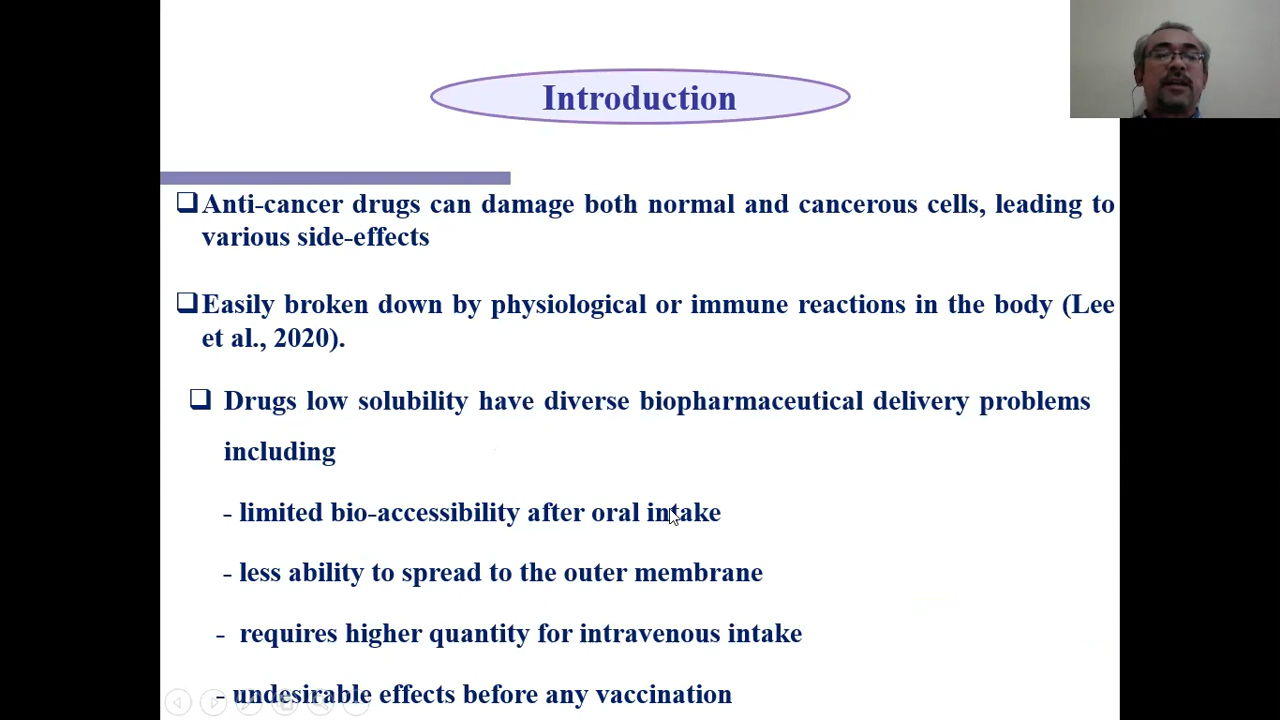 Introduction
Anti-cancer drugs can damage both normal and cancerous cells, leading to
various side-effects
Easily broken down by physiological or immune reactions in the body (Lee
et al., 2020).
Drugs low solubility have diverse biopharmaceutical delivery problems
including
- limited bio-accessibility after oral intake
- less ability to spread to the outer membrane
- requires higher quantity for intravenous intake
- undesirable effects before any vaccination